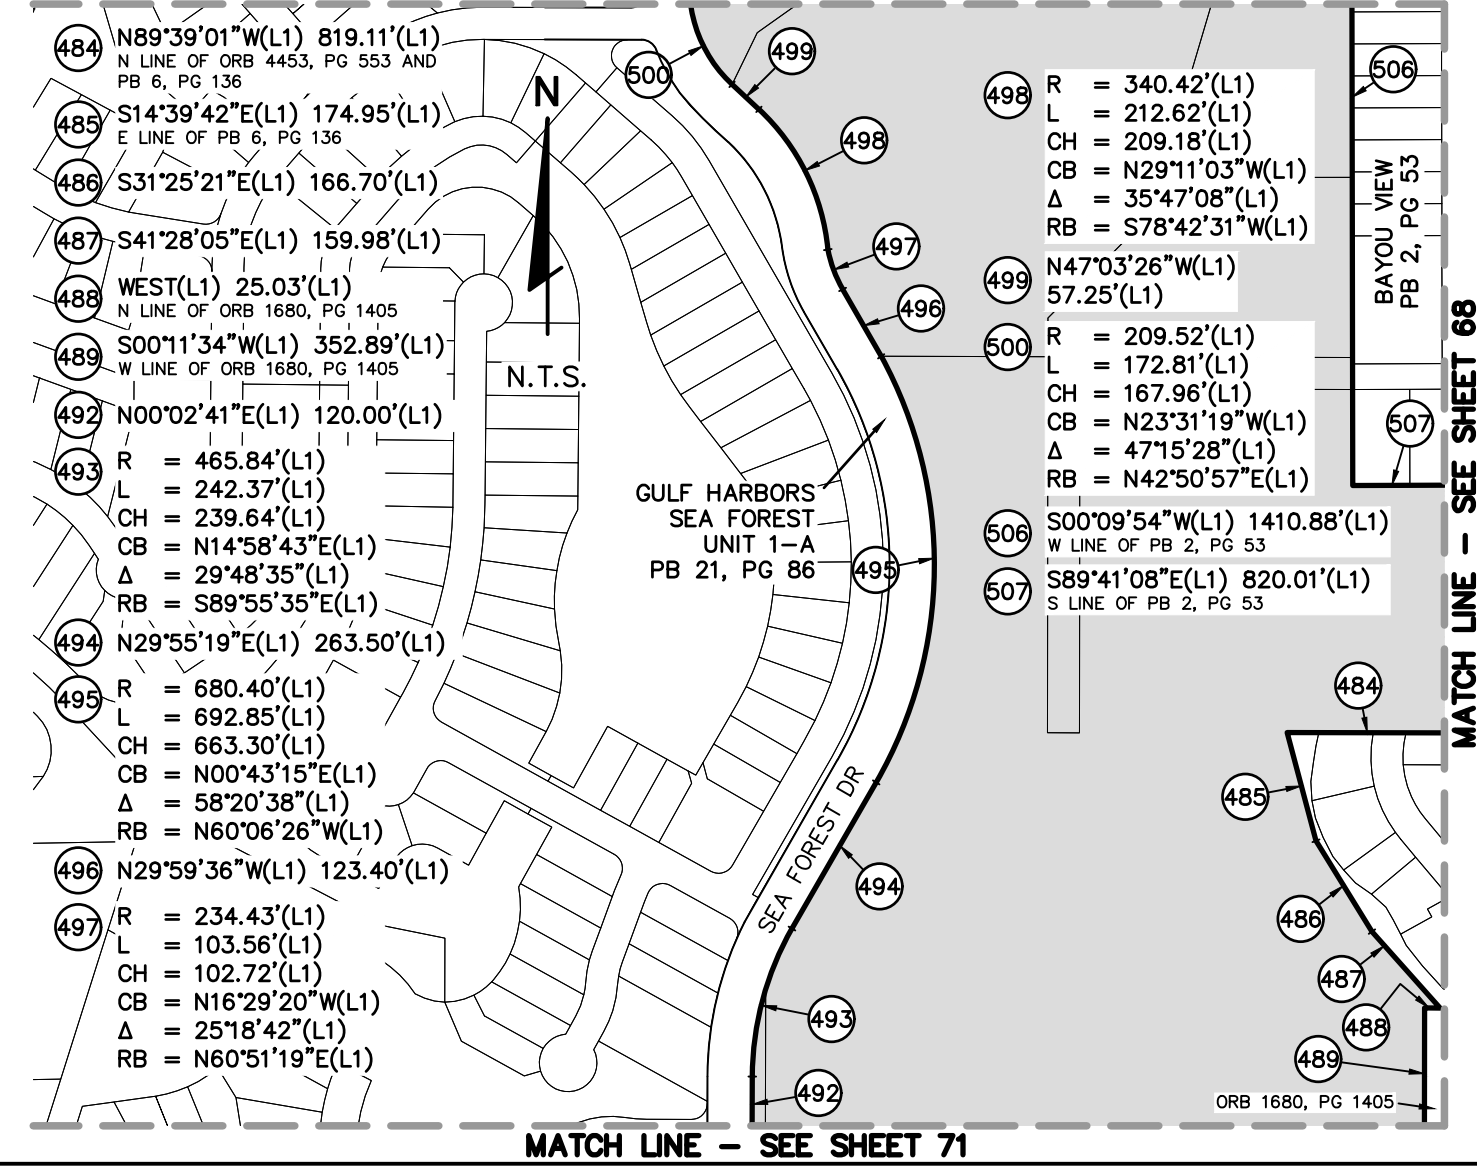 484 N89°39'01"W(L1) 819.11'(L1)
N LINE OF ORB 4453, PG 553 AND
PB 6, PG 136
485 S14°39'42"E(L1) 174.95'(L1)
E LINE OF PB 6, PG 136
486 S31°25'21"E(L1) 166.70'(L1)
487 S41°28'05"E(L1) 159.98'(L1)
488 WEST(L1) 25.03'(L1)
N LINE OF ORB 1680, PG 1405
489 S00°11'34"W(L1) 352.89'(L1)
W LINE OF ORB 1680, PG 1405
492 N00°02'41"E(L1) 120.00'(L1)
493 R = 465.84'(L1)
L = 242.37'(L1)
CH = 239.64'(L1)
CB = N14°58'43"E(L1)
Δ = 29°48'35"(L1)
RB = S89°55'35"E(L1)
494 N29°55'19"E(L1) 263.50'(L1)
495 R = 680.40'(L1)
L = 692.85'(L1)
CH = 663.30'(L1)
CB = N00°43'15"E(L1)
Δ = 58°20'38"(L1)
RB = N60°06'26"W(L1)
496 N29°59'36"W(L1) 123.40'(L1)
497 R = 234.43'(L1)
L = 103.56'(L1)
CH = 102.72'(L1)
CB = N16°29'20"W(L1)
Δ = 25°18'42"(L1)
RB = N60°51'19"E(L1)
N
N.T.S.
500
499
498
497
496
GULF HARBORS
SEA FOREST
UNIT 1-A
PB 21, PG 86
495
SEA FOREST DR
494
493
492
498 R = 340.42'(L1)
L = 212.62'(L1)
CH = 209.18'(L1)
CB = N29°11'03"W(L1)
Δ = 35°47'08"(L1)
RB = S78°42'31"W(L1)
499 N47°03'26"W(L1)
57.25'(L1)
500 R = 209.52'(L1)
L = 172.81'(L1)
CH = 167.96'(L1)
CB = N23°31'19"W(L1)
Δ = 47°15'28"(L1)
RB = N42°50'57"E(L1)
506 S00°09'54"W(L1) 1410.88'(L1)
W LINE OF PB 2, PG 53
507 S89°41'08"E(L1) 820.01'(L1)
S LINE OF PB 2, PG 53
506
BAYOU VIEW
PB 2, PG 53
507
484
485
486
487
488
489
ORB 1680, PG 1405
MATCH LINE - SEE SHEET 68
MATCH LINE - SEE SHEET 71